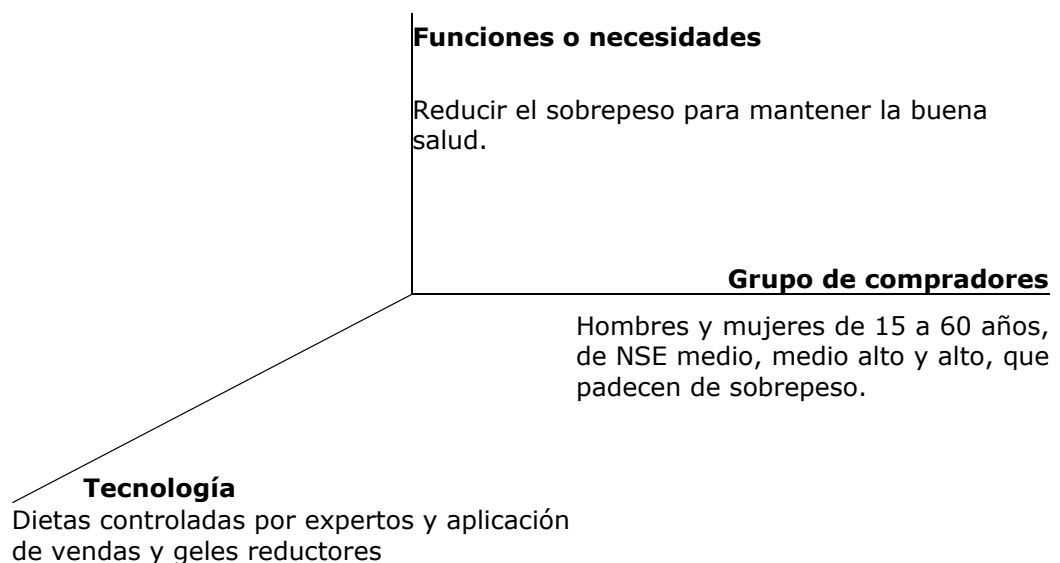 Funciones o necesidades
Reducir el sobrepeso para mantener la buena
salud.
Grupo de compradores
Hombres y mujeres de 15 a 60 años,
de NSE medio, medio alto y alto, que
padecen de sobrepeso.
Tecnología
Dietas controladas por expertos y aplicación
de vendas y geles reductores